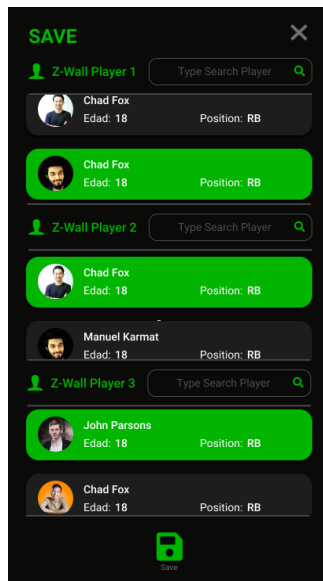 SAVE
Z-Wall Player 1 Type Search Player
Chad Fox
Edad: 18 Position: RB
Chad Fox
Edad: 18 Position: RB
Z-Wall Player 2 Type Search Player
Chad Fox
Edad: 18 Position: RB
Manuel Karmat
Edad: 18 Position: RB
Z-Wall Player 3 Type Search Player
John Parsons
Edad: 18 Position: RB
Chad Fox
Edad: 18 Position: RB
Save